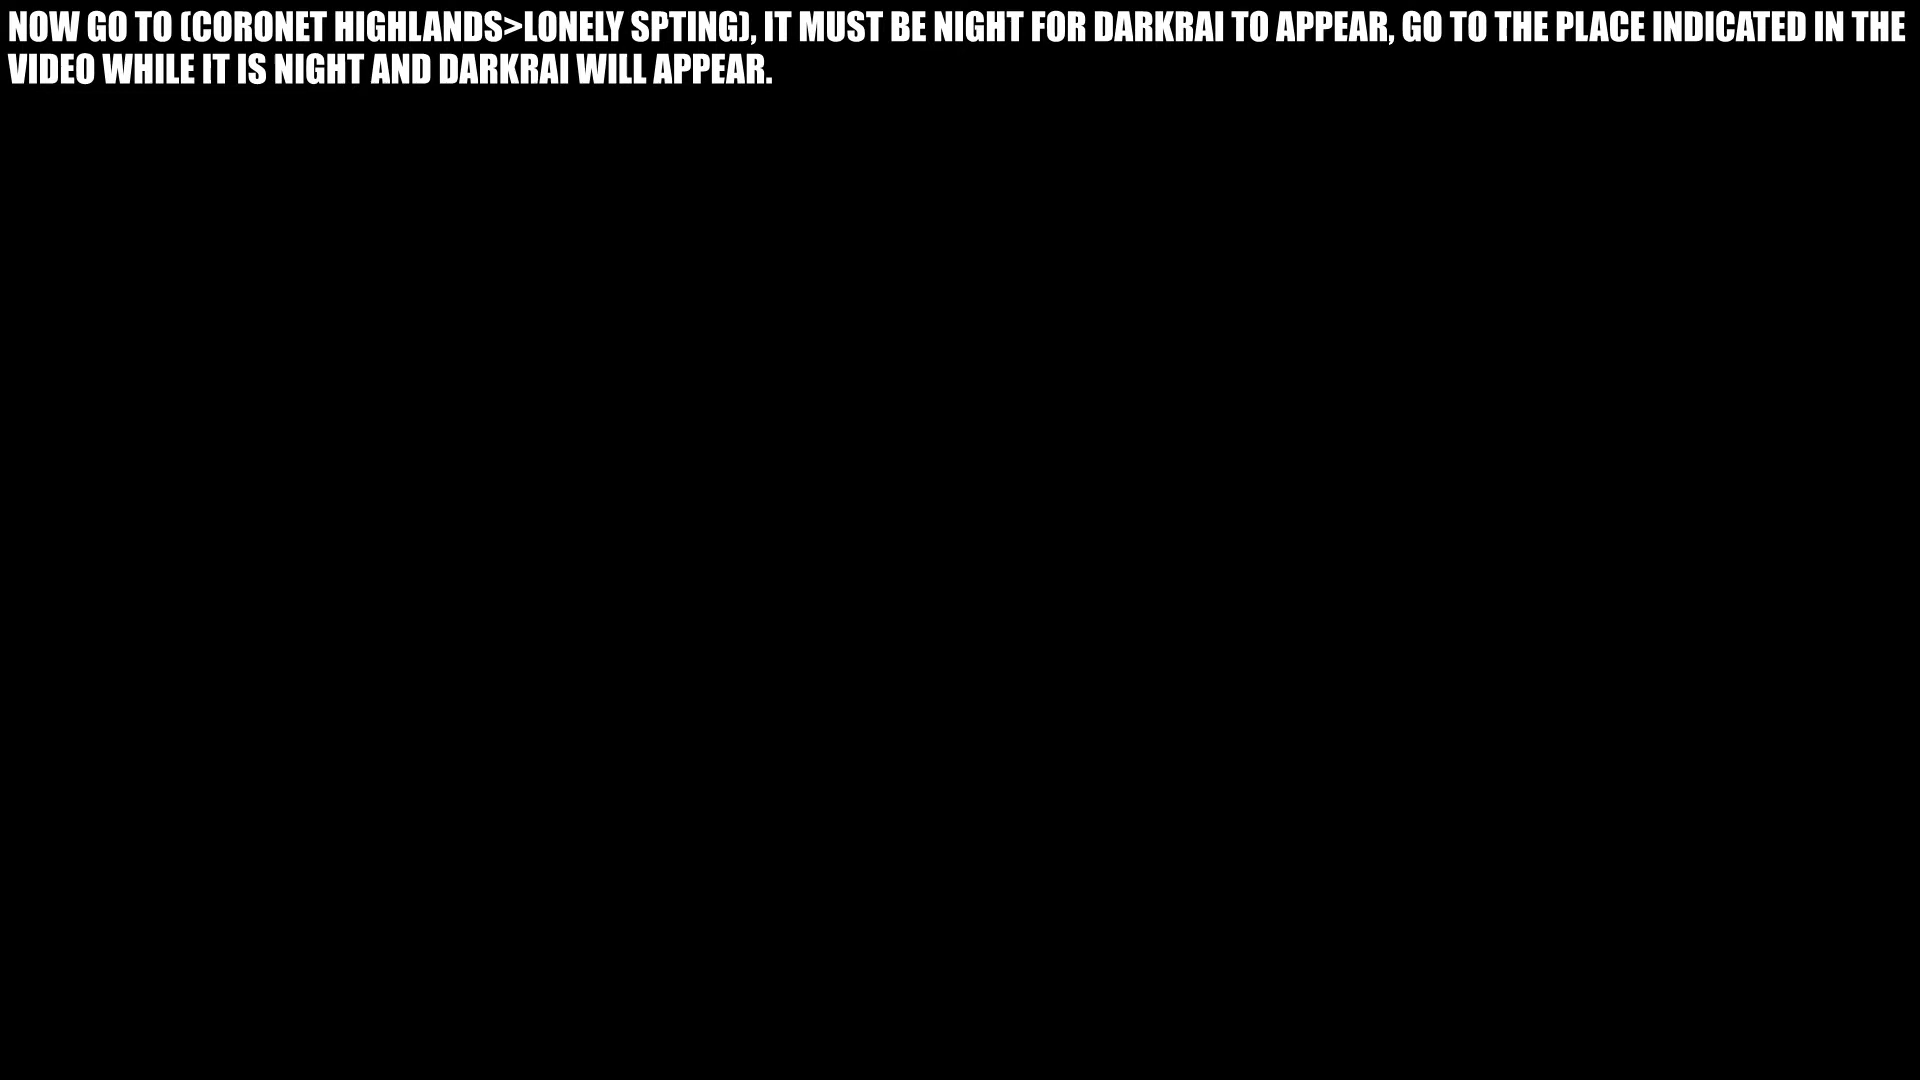 NOW GO TO (CORONET HIGHLANDS>LONELY SPTING), IT MUST BE NIGHT FOR DARKRAI TO APPEAR, GO TO THE PLACE INDICATED IN THE
VIDEO WHILE IT IS NIGHT AND DARKRAI WILL APPEAR.